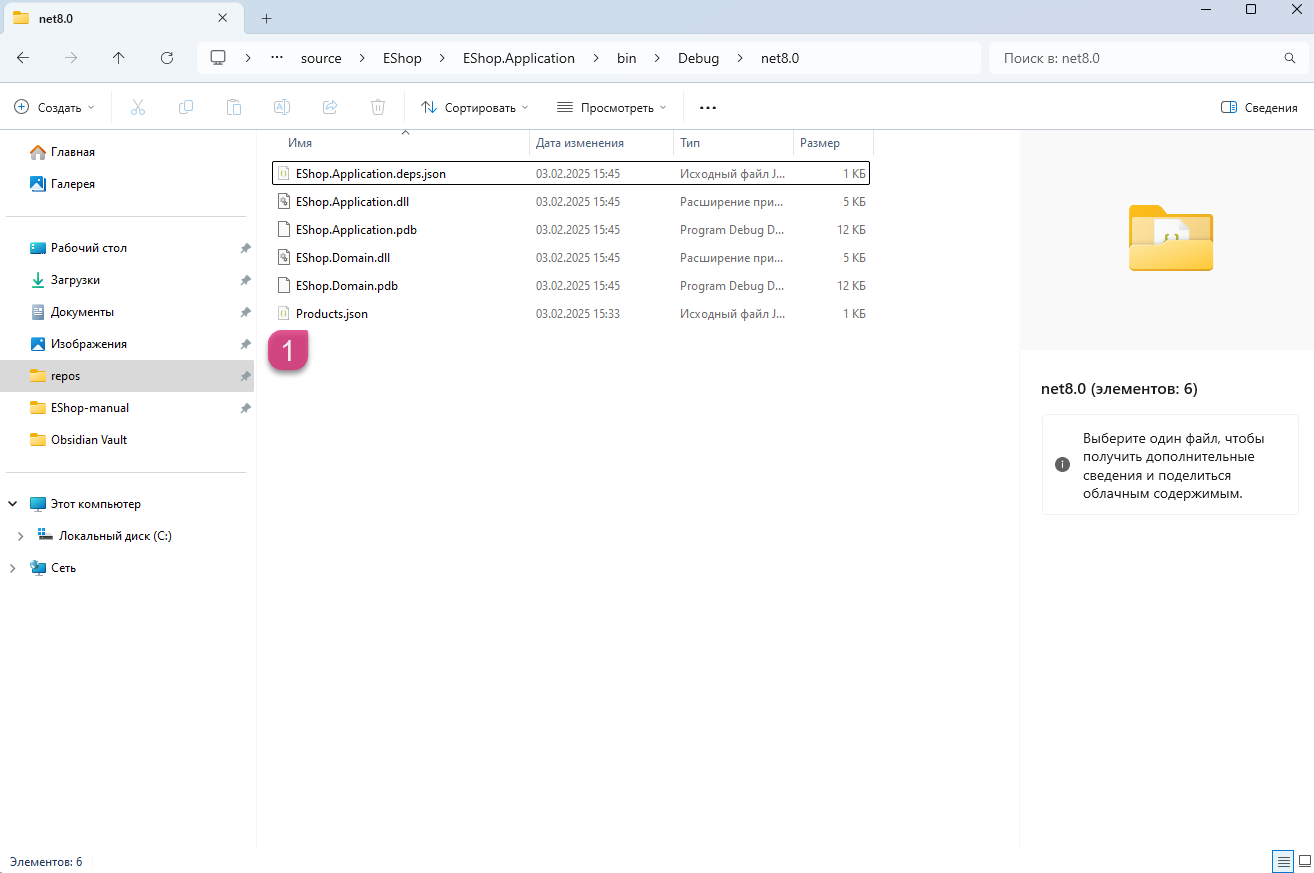 net8.0
source
EShop
EShop.Application
bin
Debug
net8.0
Поиск в: net8.0
Создать
Сортировать
Просмотреть
Сведения
Главная
Галерея
Рабочий стол
Загрузки
Документы
Изображения
repos
EShop-manual
Obsidian Vault
Этот компьютер
Локальный диск (C:)
Сеть
Имя Дата изменения Тип Размер
EShop.Application.deps.json 03.02.2025 15:45 Исходный файл J... 1 КБ
EShop.Application.dll 03.02.2025 15:45 Расширение при... 5 КБ
EShop.Application.pdb 03.02.2025 15:45 Program Debug D... 12 КБ
EShop.Domain.dll 03.02.2025 15:45 Расширение при... 5 КБ
EShop.Domain.pdb 03.02.2025 15:45 Program Debug D... 12 КБ
Products.json 03.02.2025 15:33 Исходный файл J... 1 КБ
1
net8.0 (элементов: 6)
Выберите один файл, чтобы
получить дополнительные
сведения и поделиться
облачным содержимым.
Элементов: 6